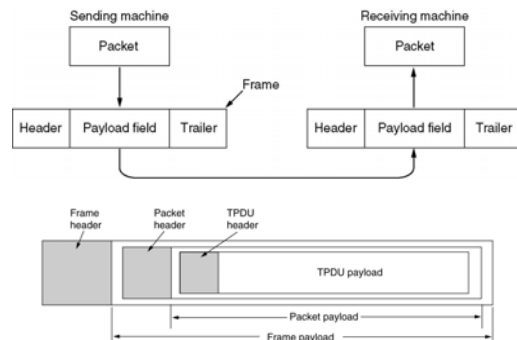 Sending machine
Receiving machine
Packet
Packet
Frame
Header Payload field Trailer
Header Payload field Trailer
Frame header
Packet header
TPDU header
TPDU payload
Packet payload
Frame payload